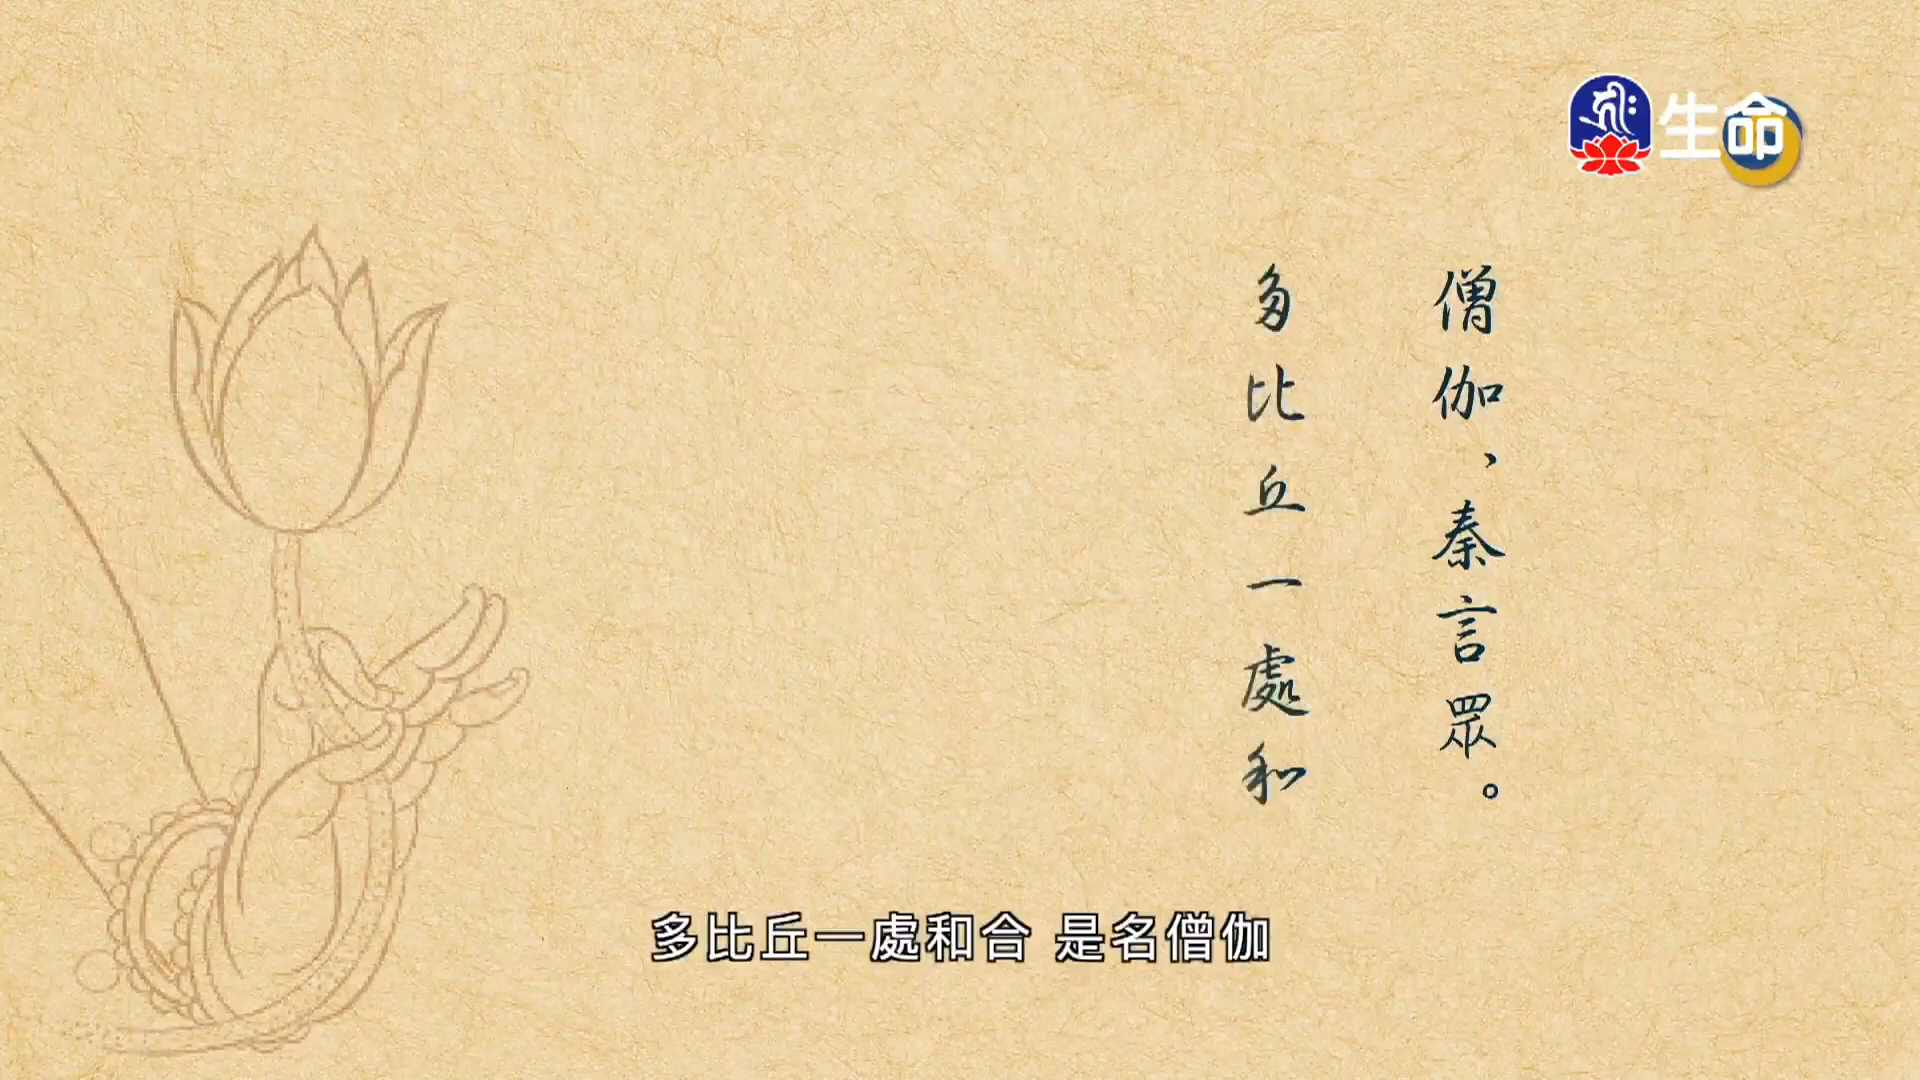 生命
僧伽、秦言眾。
多比丘一處和
多比丘一處和合 是名僧伽